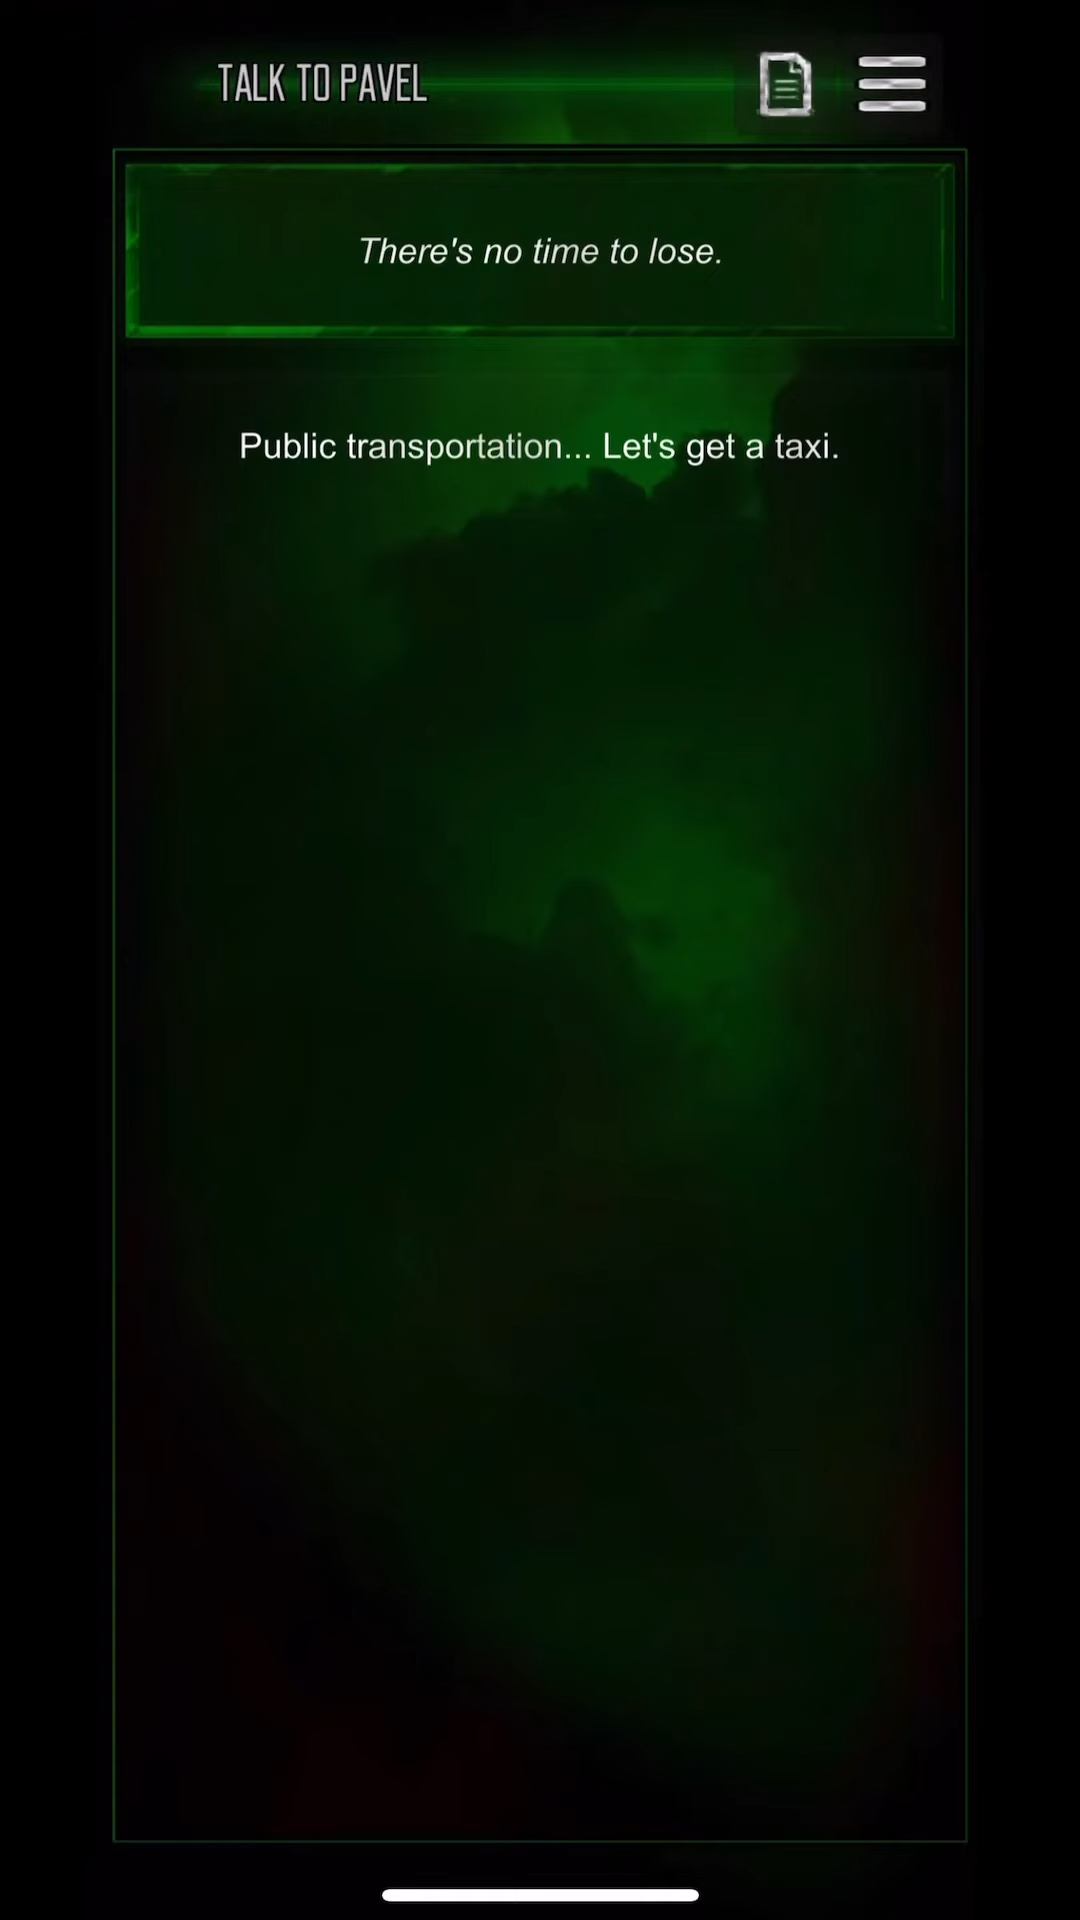 TALK TO PAVEL
There's no time to lose.
Public transportation... Let's get a taxi.